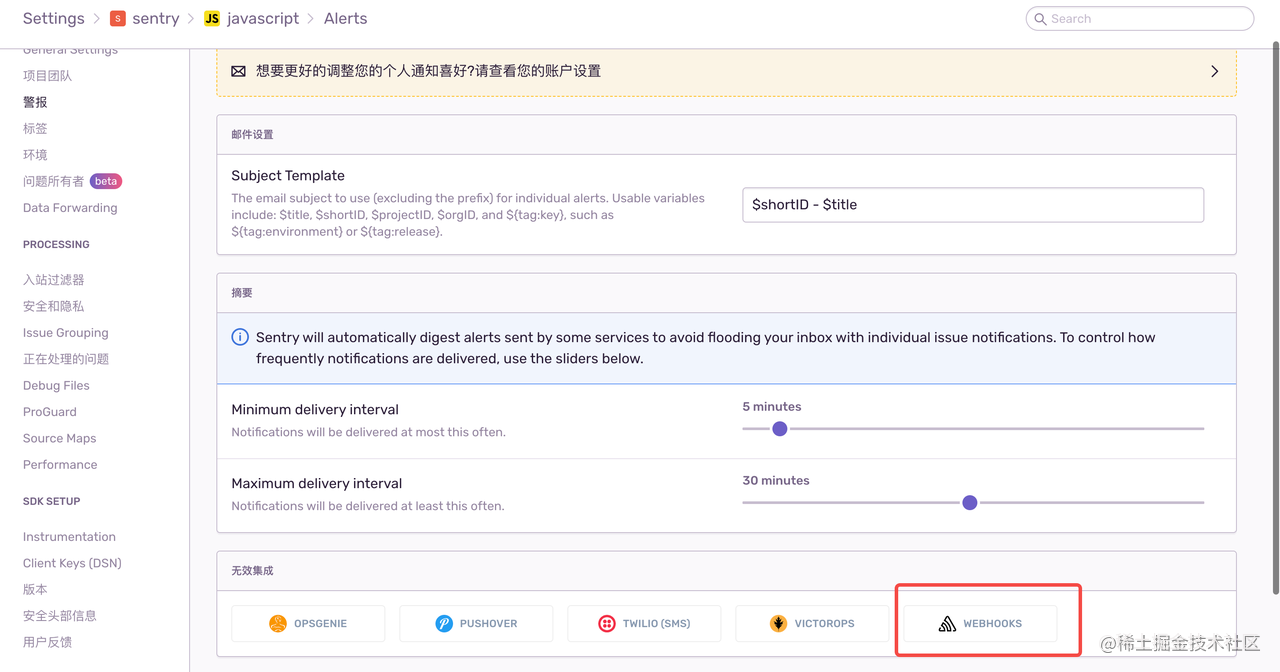 Settings > S sentry > JS javascript > Alerts
Search
General Settings
项目团队
警报
标签
环境
问题所有者 beta
Data Forwarding
PROCESSING
入站过滤器
安全和隐私
Issue Grouping
正在处理的问题
Debug Files
ProGuard
Source Maps
Performance
SDK SETUP
Instrumentation
Client Keys (DSN)
版本
安全头部信息
用户反馈
想要更好的调整您的个人通知喜好?请查看您的账户设置
邮件设置
Subject Template
The email subject to use (excluding the prefix) for individual alerts. Usable variables
include: $title, $shortID, $projectID, $orgID, and ${tag:key}, such as
${tag:environment} or ${tag:release}.
$shortID - $title
摘要
Sentry will automatically digest alerts sent by some services to avoid flooding your inbox with individual issue notifications. To control how
frequently notifications are delivered, use the sliders below.
Minimum delivery interval
Notifications will be delivered at most this often.
5 minutes
Maximum delivery interval
Notifications will be delivered at least this often.
30 minutes
无效集成
OPSGENIE
PUSHOVER
TWILIO (SMS)
VICTOROPS
WEBHOOKS
@稀土掘金技术社区